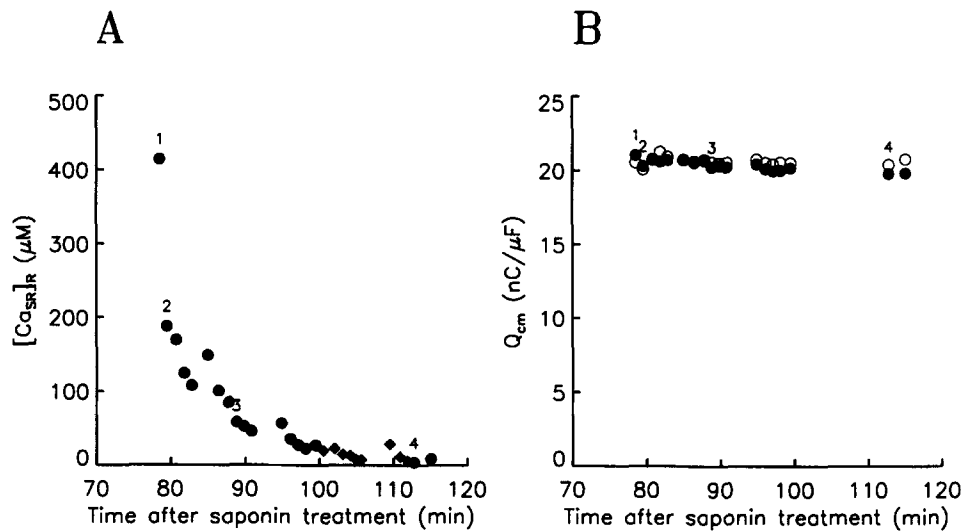 A
500
400
300
200
100
0
[Ca_SR]_R (μM)
1
2
3
4
70 80 90 100 110 120
Time after saponin treatment (min)
B
25
20
15
10
5
0
Q_cm (nC/μF)
1
2
3
4
70 80 90 100 110 120
Time after saponin treatment (min)